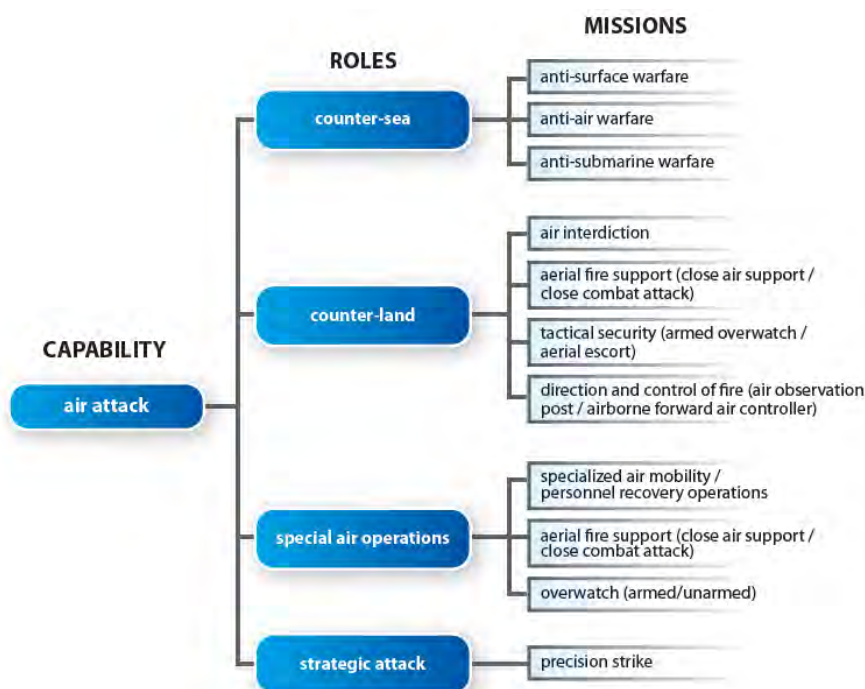 MISSIONS
ROLES
anti-surface warfare
counter-sea
anti-air warfare
anti-submarine warfare
air interdiction
aerial fire support (close air support /
close combat attack)
counter-land
tactical security (armed overwatch /
aerial escort)
CAPABILITY
direction and control of fire (air observation
post / airborne forward air controller)
air attack
specialized air mobility /
personnel recovery operations
special air operations
aerial fire support (close air support /
close combat attack)
overwatch (armed/unarmed)
strategic attack
precision strike